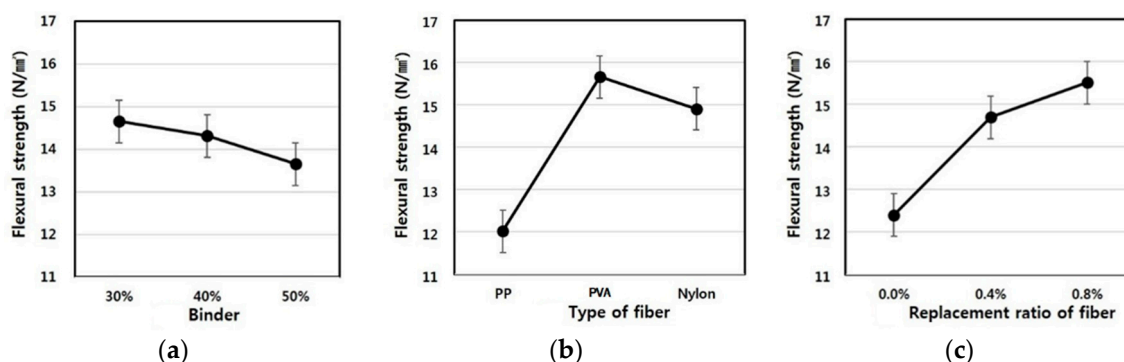 Flexural strength (N/㎟)
17
16
15
14
13
12
11
30%
40%
50%
Binder
(a)
Flexural strength (N/㎟)
17
16
15
14
13
12
11
PP
PVA
Nylon
Type of fiber
(b)
Flexural strength (N/㎟)
17
16
15
14
13
12
11
0.0%
0.4%
0.8%
Replacement ratio of fiber
(c)